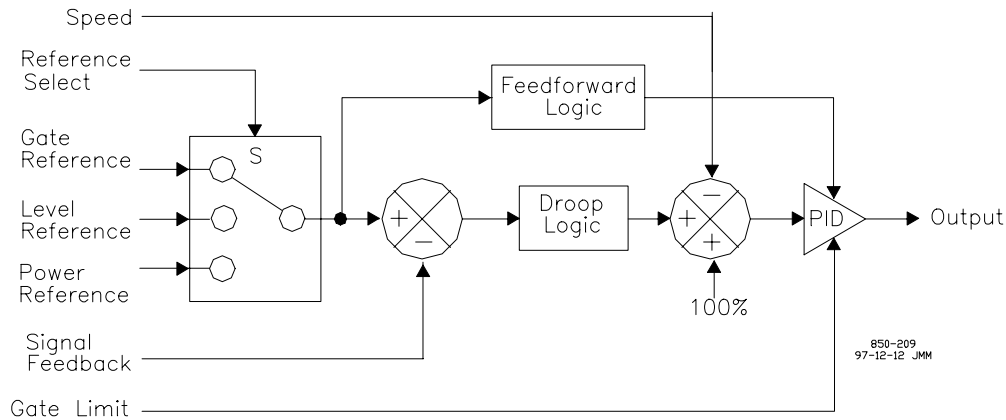 Speed
Reference
Select
Feedforward
Logic
Gate
Reference
S
Level
Reference
+
−
Droop
Logic
−
+
+
PID
Output
Power
Reference
100%
Signal
Feedback
850-209
97-12-12 JMM
Gate Limit